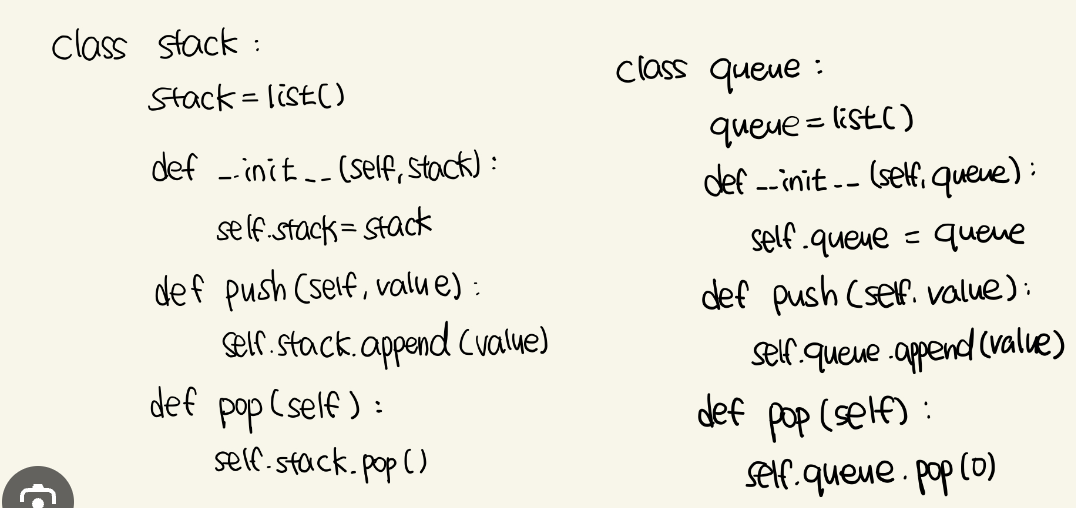 class stack :
stack = list()
def __init__(self, stack) :
self.stack = stack
def push (self, value) :
self.stack.append (value)
def pop (self) :
self.stack.pop ()
class queue :
queue = list()
def __init__ (self, queue) :
self.queue = queue
def push (self. value) :
self.queue .append (value)
def pop (self) :
self.queue . pop (0)